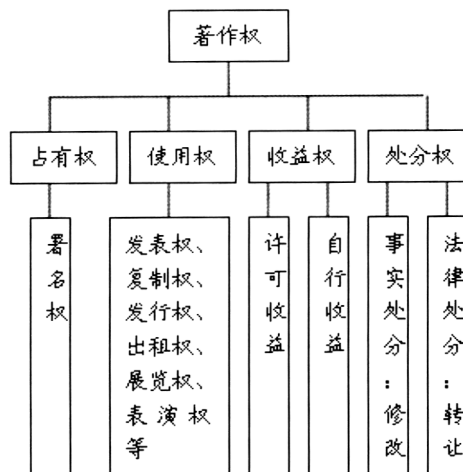 著作权
占有权
使用权
收益权
处分权
署名权
发表权、
复制权、
发行权、
出租权、
展览权、
表演权
等
许可收益
自行收益
事实处分：修改
法律处分：转让